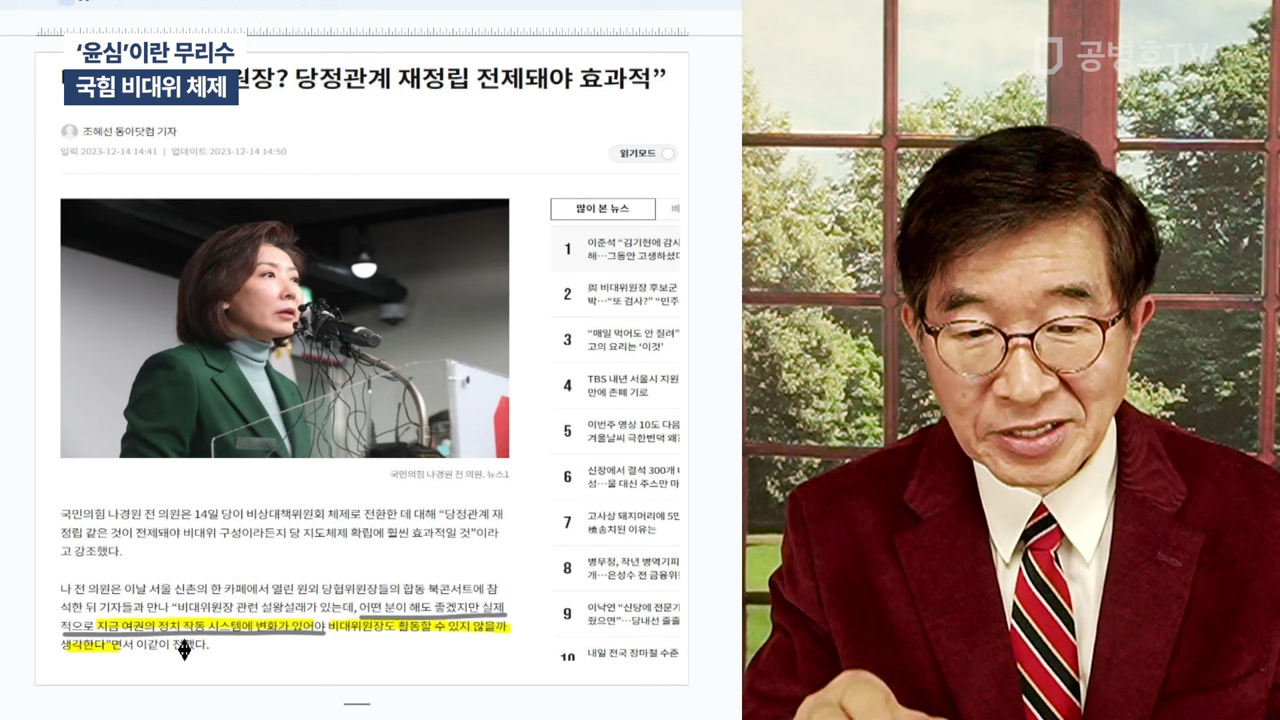 ‘윤심’이란 무리수
국힘 비대위 체제
원장? 당정관계 재정립 전제돼야 효과적”
조혜선 동아닷컴 기자
입력 2023-12-14 14:41 | 업데이트 2023-12-14 14:50
읽기모드
많이 본 뉴스
1 이준석 “김기현에 감사
해…그동안 고생하셨다
2 與 비대위원장 후보군
박…“또 검사?” “민주
3 “매일 먹어도 안 질려”
고의 요리는 ‘이것’
4 TBS 내년 서울시 지원
만에 존폐 기로
5 이번주 영상 10도 다음
겨울날씨 극한변덕 왜
6 신장에서 결석 300개
성…물 대신 주스만 마
7 고사상 돼지머리에 5만
檢송치된 이유는
8 병무청, 작년 병역기피
개…은성수 전 금융위
9 이낙연 “신당에 전문가
웠으면”…당내선 줄줄
10 내일 전국 장마철 수준
국민의힘 나경원 전 의원. 뉴스1
국민의힘 나경원 전 의원은 14일 당이 비상대책위원회 체제로 전환한 데 대해 “당정관계 재
정립 같은 것이 전제돼야 비대위 구성이라든지 당 지도체제 확립에 훨씬 효과적일 것”이라
고 강조했다.
나 전 의원은 이날 서울 신촌의 한 카페에서 열린 원외 당협위원장들의 합동 북콘서트에 참
석한 뒤 기자들과 만나 “비대위원장 관련 설왕설래가 있는데, 어떤 분이 해도 좋겠지만 실제
적으로 지금 여권의 정치 작동 시스템에 변화가 있어야 비대위원장도 활동할 수 있지 않을까
생각한다”면서 이같이 전했다.
공병호TV